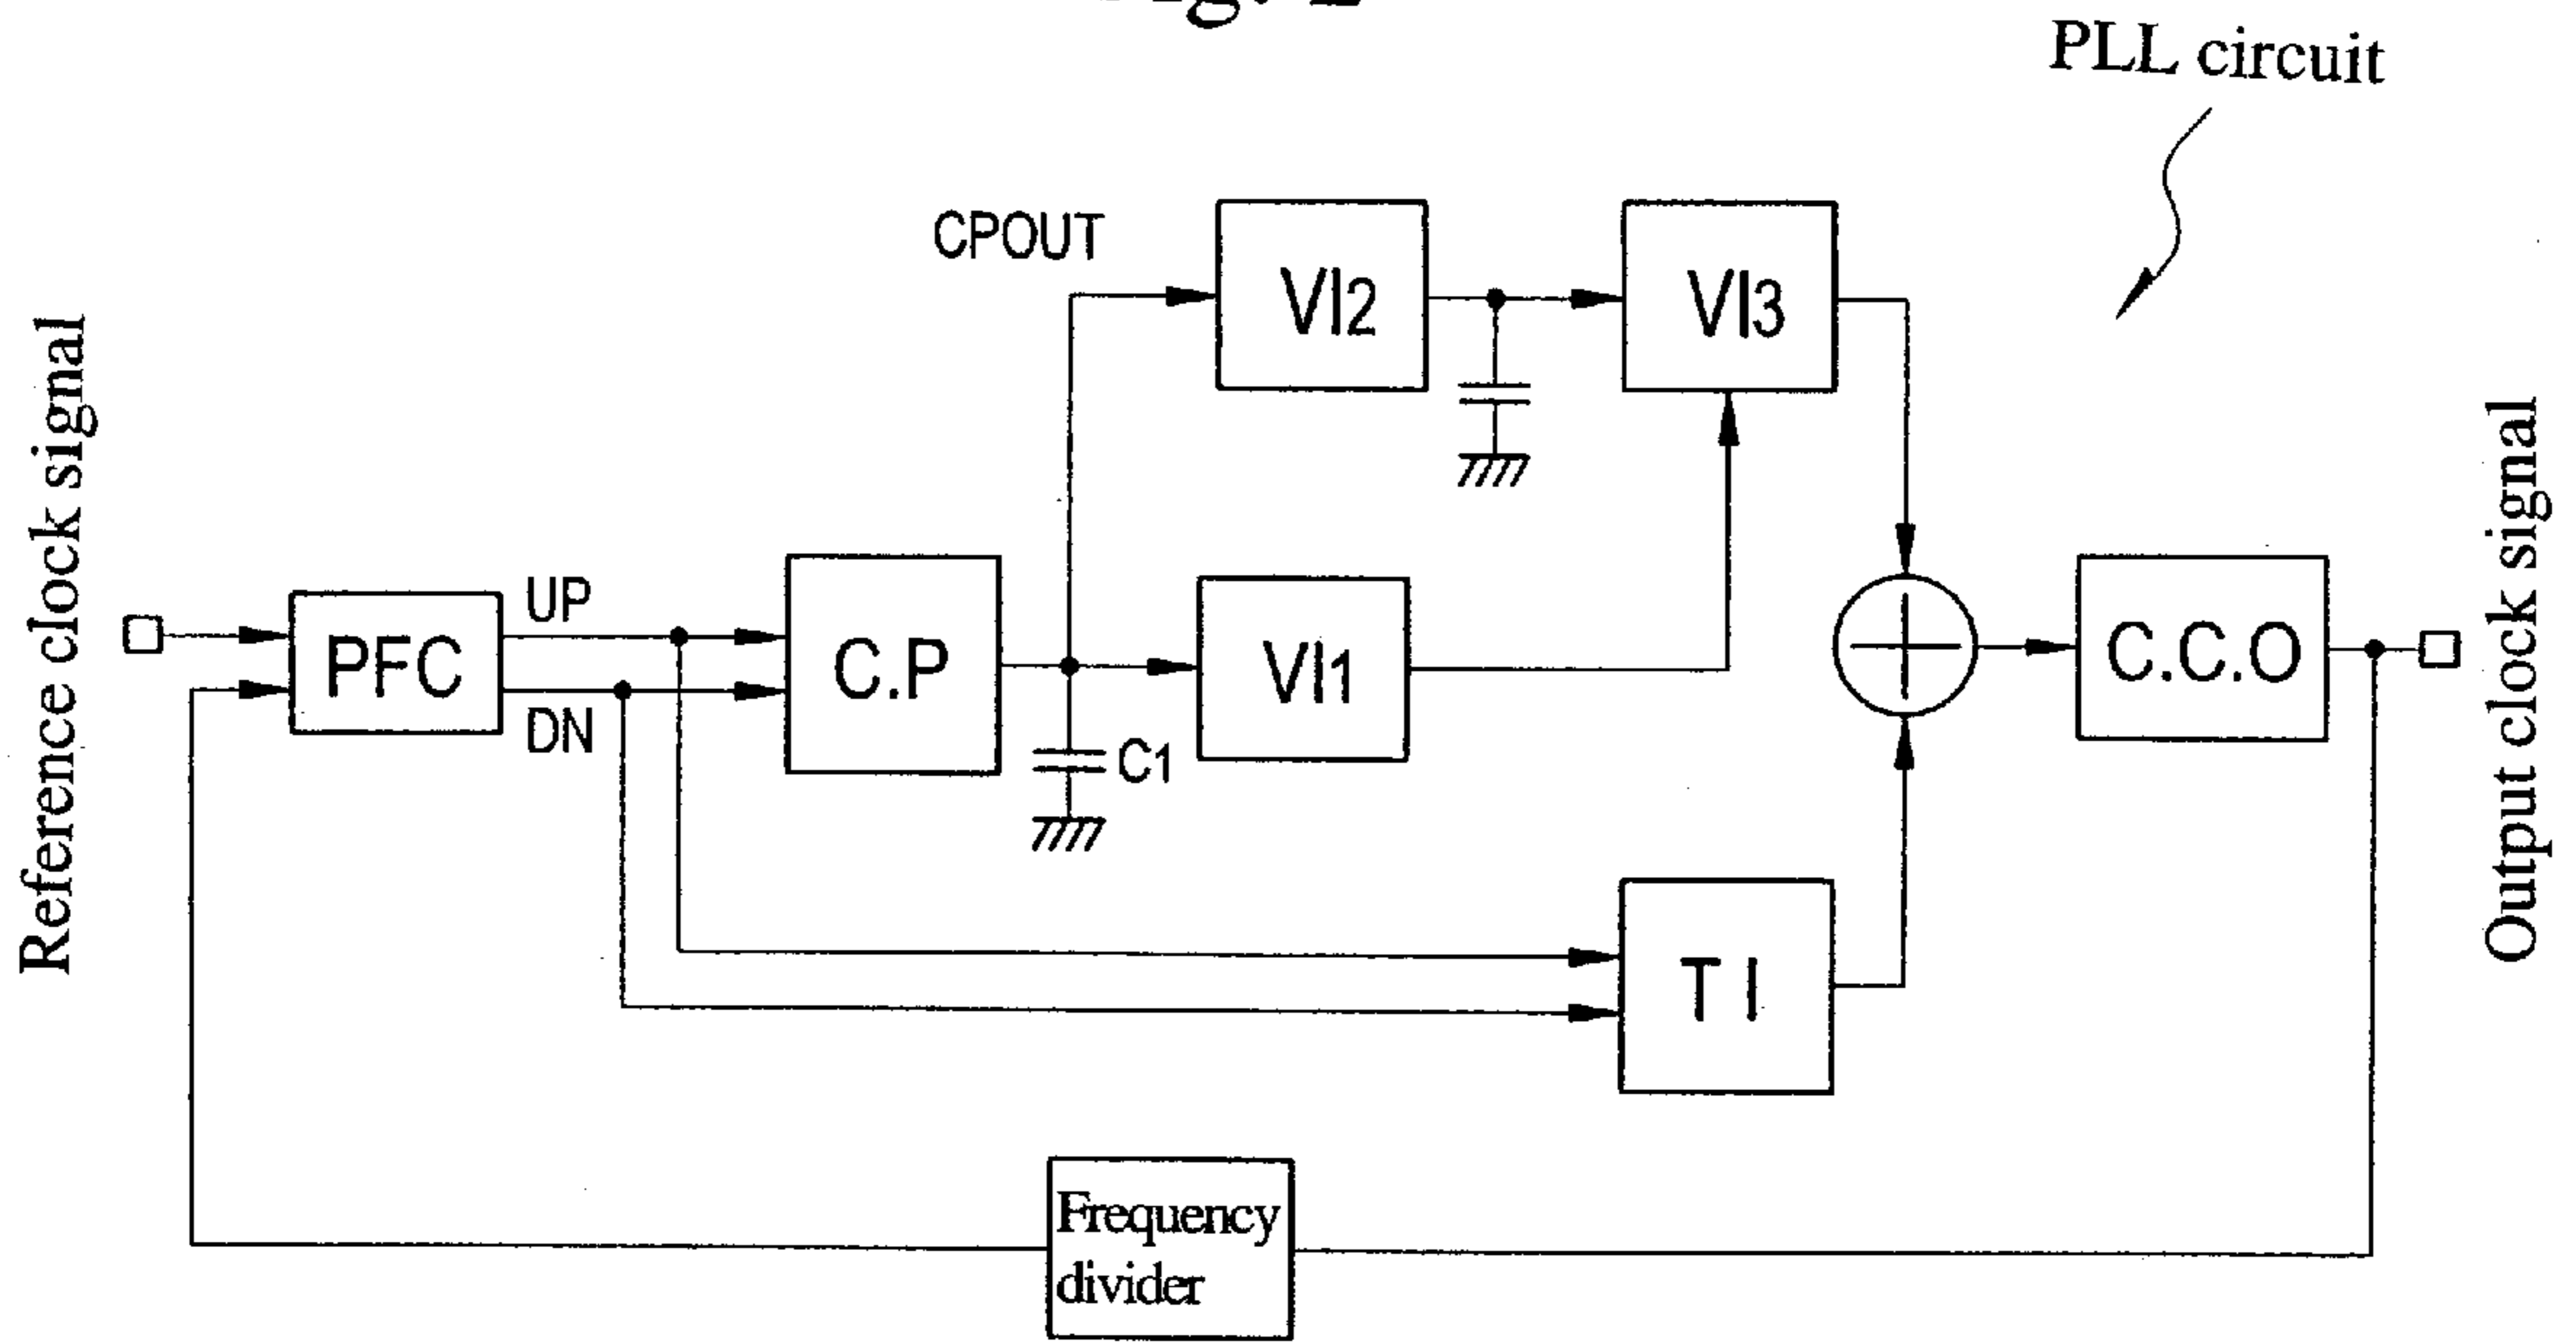 PLL circuit
CPOUT
VI2
VI3
Reference clock signal
UP
PFC
DN
C.P
VI1
C1
C.C.O
Output clock signal
T I
Frequency
divider